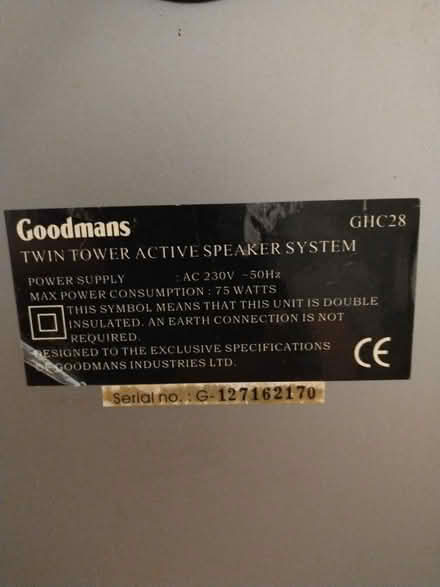 Goodmans GHC28
TWIN TOWER ACTIVE SPEAKER SYSTEM
POWER SUPPLY : AC 230V ~50Hz
MAX POWER CONSUMPTION : 75 WATTS
THIS SYMBOL MEANS THAT THIS UNIT IS DOUBLE
INSULATED. AN EARTH CONNECTION IS NOT
REQUIRED.
DESIGNED TO THE EXCLUSIVE SPECIFICATIONS
OF GOODMANS INDUSTRIES LTD.
CE
Serial no. : G-127162170